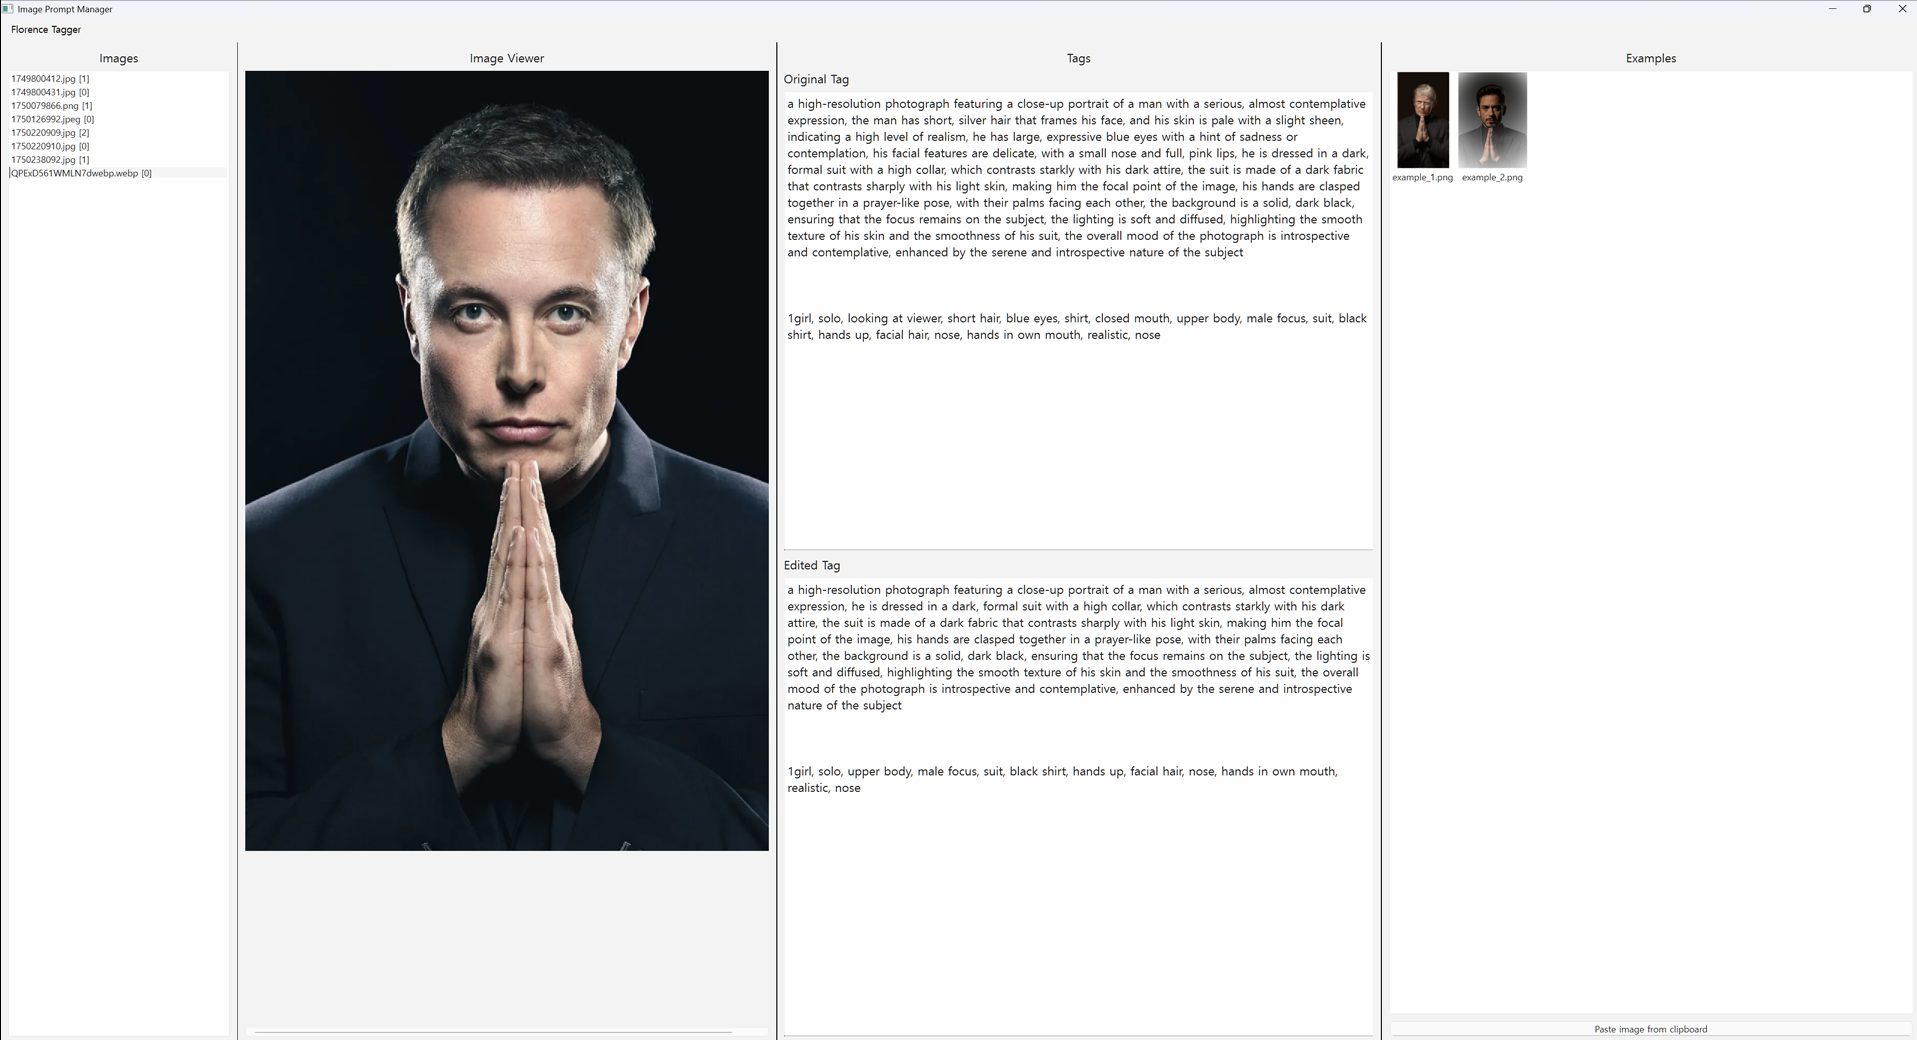 Image Prompt Manager
Florence Tagger
Images
1749800412.jpg [1]
1749800431.jpg [0]
1750079866.png [1]
1750126992.jpeg [0]
1750220909.jpg [2]
1750220910.jpg [0]
1750238092.jpg [1]
QPExD561WMLN7dwebp.webp [0]
Image Viewer
Tags
Original Tag
a high-resolution photograph featuring a close-up portrait of a man with a serious, almost contemplative
expression, the man has short, silver hair that frames his face, and his skin is pale with a slight sheen,
indicating a high level of realism, he has large, expressive blue eyes with a hint of sadness or
contemplation, his facial features are delicate, with a small nose and full, pink lips, he is dressed in a dark,
formal suit with a high collar, which contrasts starkly with his dark attire, the suit is made of a dark fabric
that contrasts sharply with his light skin, making him the focal point of the image, his hands are clasped
together in a prayer-like pose, with their palms facing each other, the background is a solid, dark black,
ensuring that the focus remains on the subject, the lighting is soft and diffused, highlighting the smooth
texture of his skin and the smoothness of his suit, the overall mood of the photograph is introspective
and contemplative, enhanced by the serene and introspective nature of the subject
1girl, solo, looking at viewer, short hair, blue eyes, shirt, closed mouth, upper body, male focus, suit, black
shirt, hands up, facial hair, nose, hands in own mouth, realistic, nose
Edited Tag
a high-resolution photograph featuring a close-up portrait of a man with a serious, almost contemplative
expression, he is dressed in a dark, formal suit with a high collar, which contrasts starkly with his dark
attire, the suit is made of a dark fabric that contrasts sharply with his light skin, making him the focal
point of the image, his hands are clasped together in a prayer-like pose, with their palms facing each
other, the background is a solid, dark black, ensuring that the focus remains on the subject, the lighting is
soft and diffused, highlighting the smooth texture of his skin and the smoothness of his suit, the overall
mood of the photograph is introspective and contemplative, enhanced by the serene and introspective
nature of the subject
1girl, solo, upper body, male focus, suit, black shirt, hands up, facial hair, nose, hands in own mouth,
realistic, nose
Examples
example_1.png
example_2.png
Paste image from clipboard